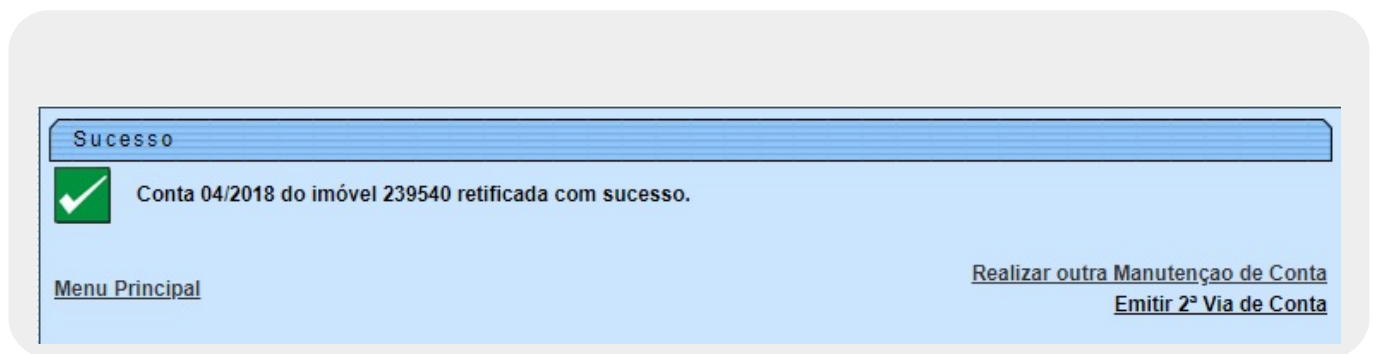 Sucesso
Conta 04/2018 do imóvel 239540 retificada com sucesso.
Realizar outra Manutençao de Conta
Menu Principal
Emitir 2ª Via de Conta